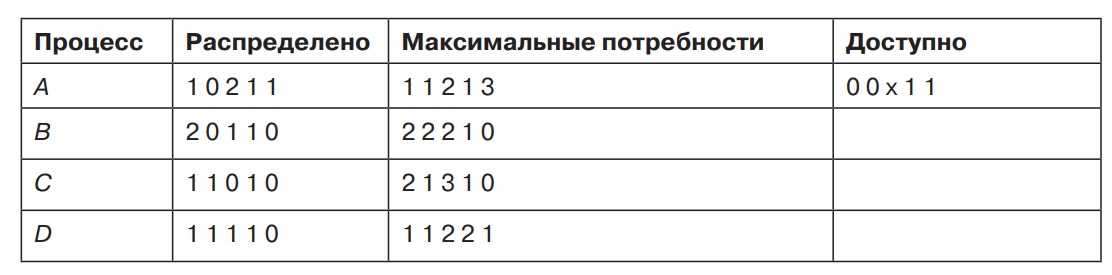 Процесс Распределено Максимальные потребности Доступно
A 1 0 2 1 1 1 1 2 1 3 0 0 x 1 1
B 2 0 1 1 0 2 2 2 1 0
C 1 1 0 1 0 2 1 3 1 0
D 1 1 1 1 0 1 1 2 2 1